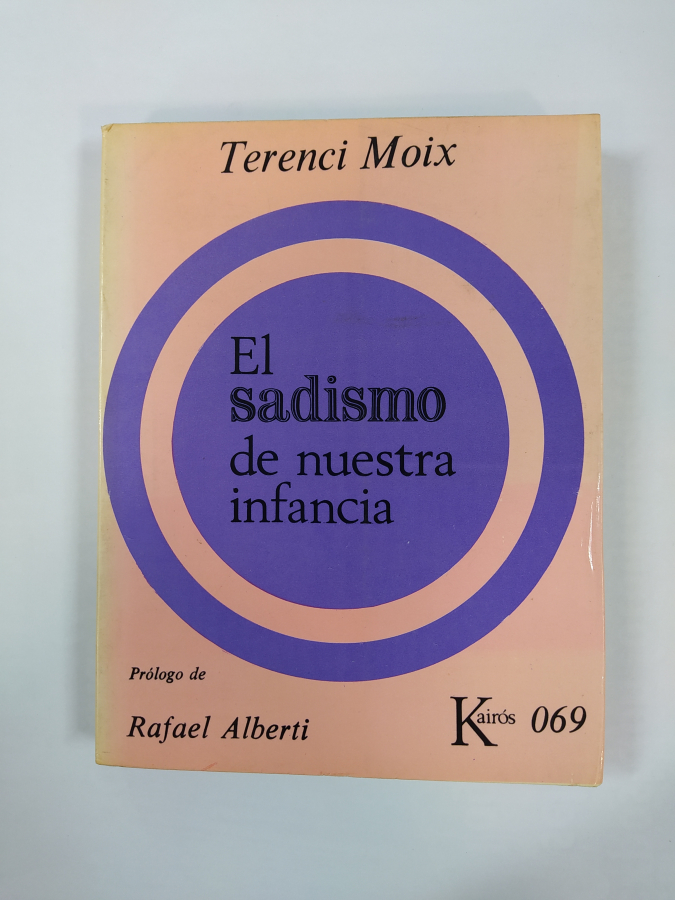 Terenci Moix
El
sadismo
de nuestra
infancia
Prólogo de
Rafael Alberti
Kairós 069